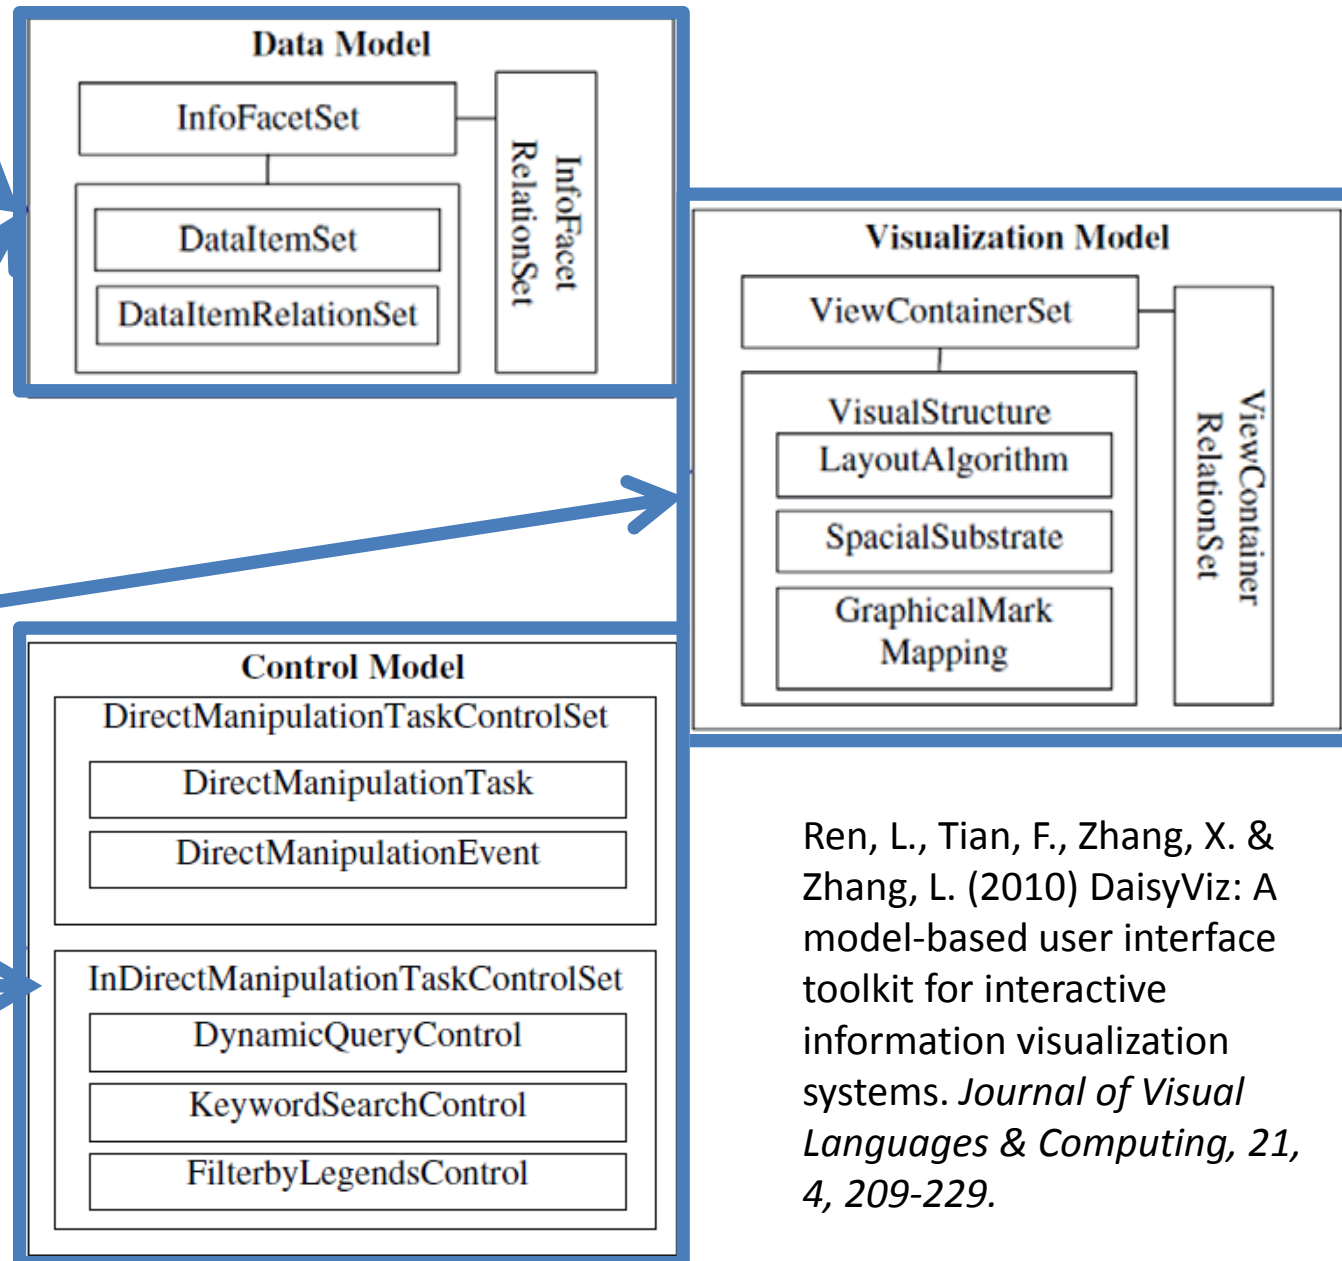 Data Model
InfoFacetSet
DataItemSet
DataItemRelationSet
InfoFacet
RelationSet
Visualization Model
ViewContainerSet
VisualStructure
LayoutAlgorithm
SpacialSubstrate
GraphicalMark
Mapping
ViewContainer
RelationSet
Control Model
DirectManipulationTaskControlSet
DirectManipulationTask
DirectManipulationEvent
InDirectManipulationTaskControlSet
DynamicQueryControl
KeywordSearchControl
FilterbyLegendsControl
Ren, L., Tian, F., Zhang, X. &
Zhang, L. (2010) DaisyViz: A
model-based user interface
toolkit for interactive
information visualization
systems. Journal of Visual
Languages & Computing, 21,
4, 209-229.